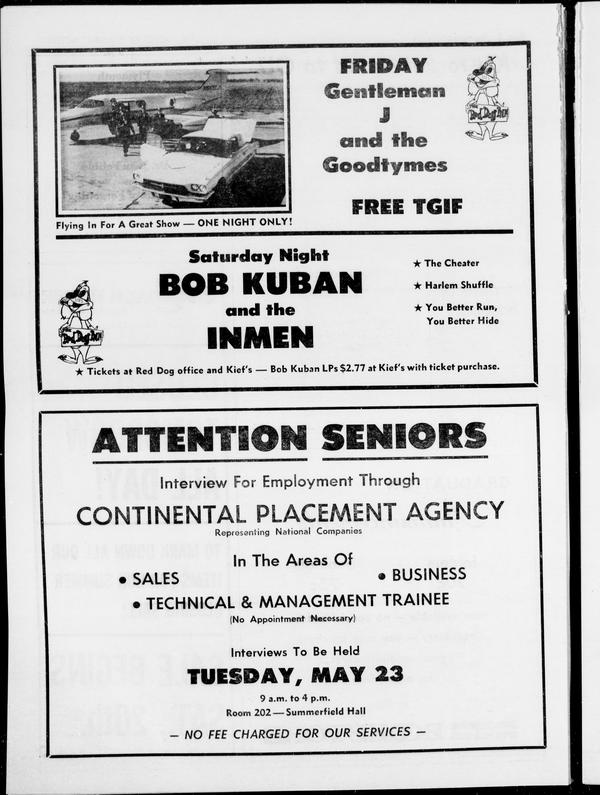 FRIDAY
Gentleman
J
and the
Goodtymes
FREE TGIF
Flying In For A Great Show — ONE NIGHT ONLY!
Saturday Night
BOB KUBAN
and the
INMEN
★ The Cheater
★ Harlem Shuffle
★ You Better Run,
You Better Hide
Red Dog Inn
★ Tickets at Red Dog office and Kief's — Bob Kuban LPs $2.77 at Kief's with ticket purchase.
ATTENTION SENIORS
Interview For Employment Through
CONTINENTAL PLACEMENT AGENCY
Representing National Companies
In The Areas Of
• SALES
• BUSINESS
• TECHNICAL & MANAGEMENT TRAINEE
(No Appointment Necessary)
Interviews To Be Held
TUESDAY, MAY 23
9 a.m. to 4 p.m.
Room 202 — Summerfield Hall
— NO FEE CHARGED FOR OUR SERVICES —